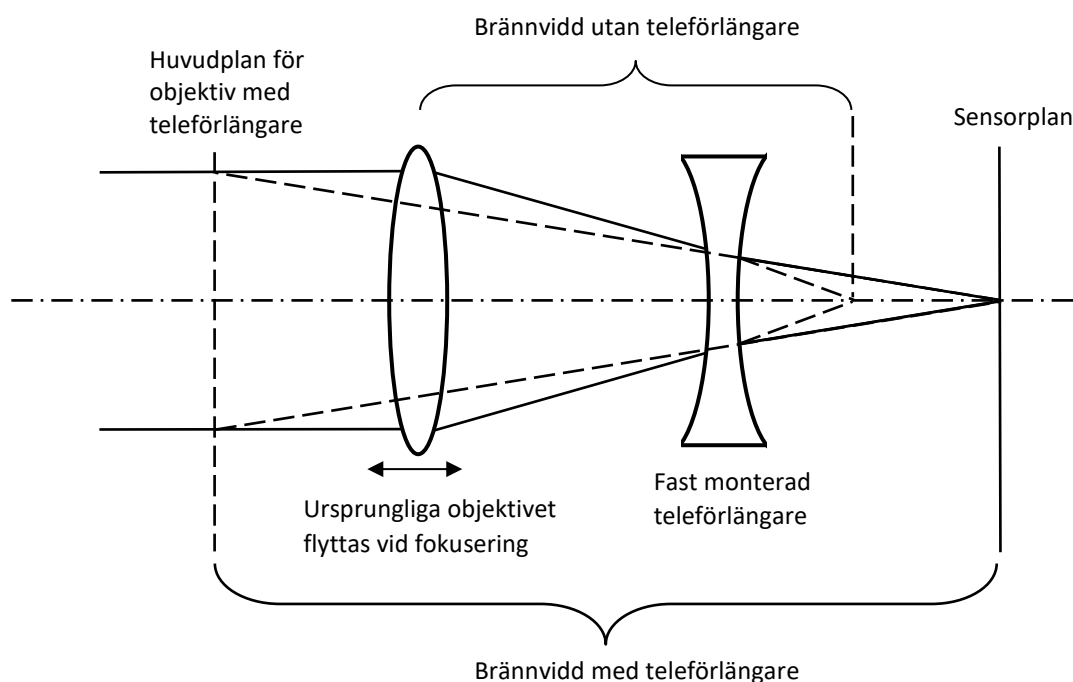 Brännvidd utan teleförlängare
Huvudplan för
objektiv med
teleförlängare
Sensorplan
Fast monterad
teleförlängare
Ursprungliga objektivet
flyttas vid fokusering
Brännvidd med teleförlängare